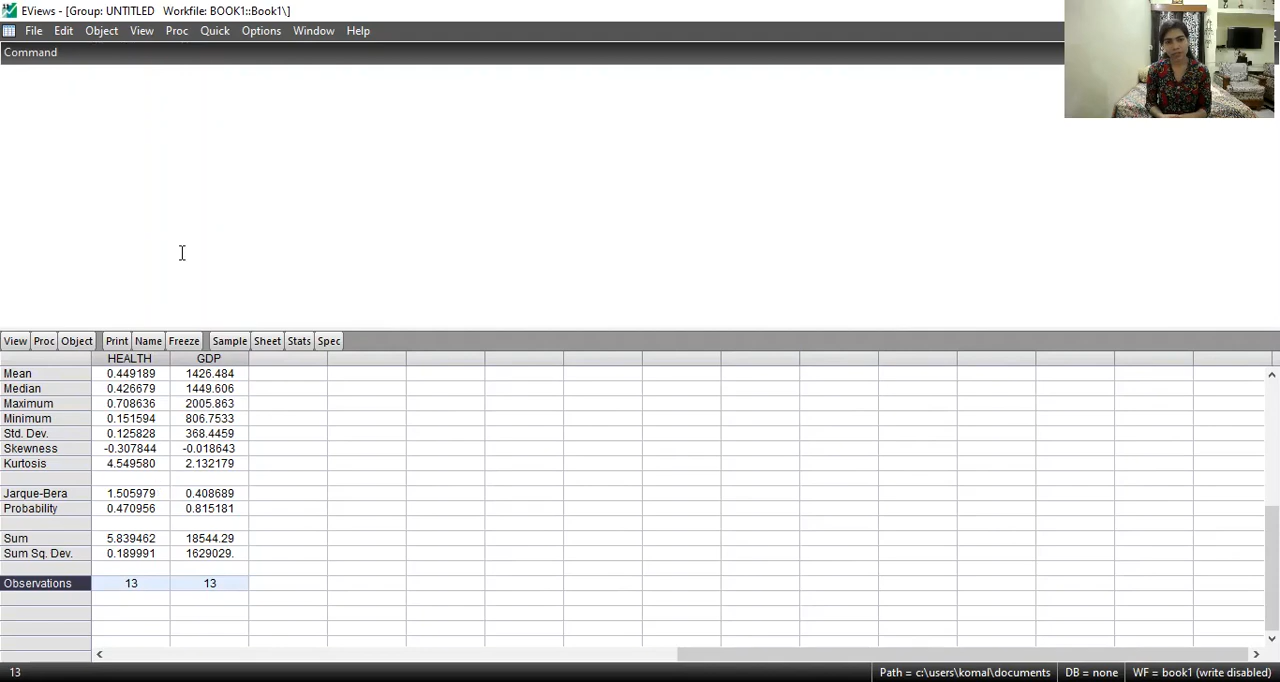 EViews - [Group: UNTITLED   Workfile: BOOK1::Book1\]
File Edit Object View Proc Quick Options Window Help
Command
View Proc Object Print Name Freeze Sample Sheet Stats Spec
HEALTH GDP
Mean 0.449189 1426.484
Median 0.426679 1449.606
Maximum 0.708636 2005.863
Minimum 0.151594 806.7533
Std. Dev. 0.125828 368.4459
Skewness -0.307844 -0.018643
Kurtosis 4.549580 2.132179
Jarque-Bera 1.505979 0.408689
Probability 0.470956 0.815181
Sum 5.839462 18544.29
Sum Sq. Dev. 0.189991 1629029.
Observations 13 13
13 Path = c:\users\komal\documents DB = none WF = book1 (write disabled)